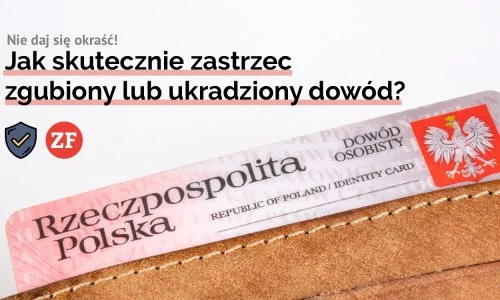 Nie daj się okraść!
Jak skutecznie zastrzec
zgubiony lub ukradziony dowód?
ZF
Rzeczpospolita
Polska
DOWÓD
OSOBISTY
REPUBLIC OF POLAND / IDENTITY CARD